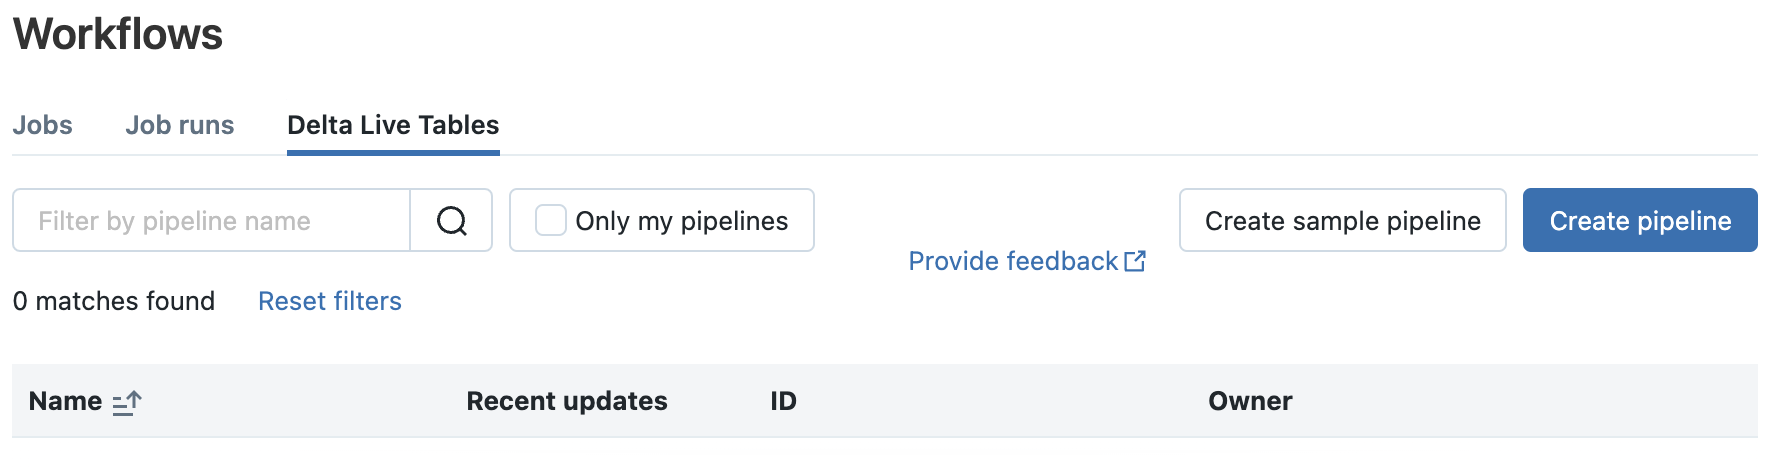 Workflows
Jobs Job runs Delta Live Tables
Filter by pipeline name Only my pipelines Create sample pipeline Create pipeline
Provide feedback
0 matches found Reset filters
Name Recent updates ID Owner